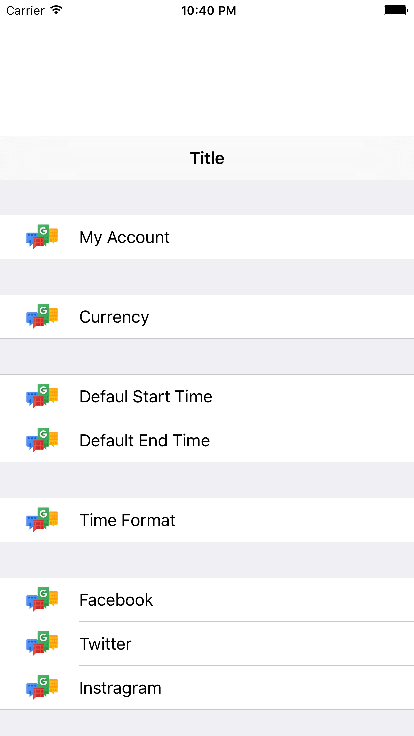 Carrier 10:40 PM
Title
My Account
Currency
Defaul Start Time
Default End Time
Time Format
Facebook
Twitter
Instragram